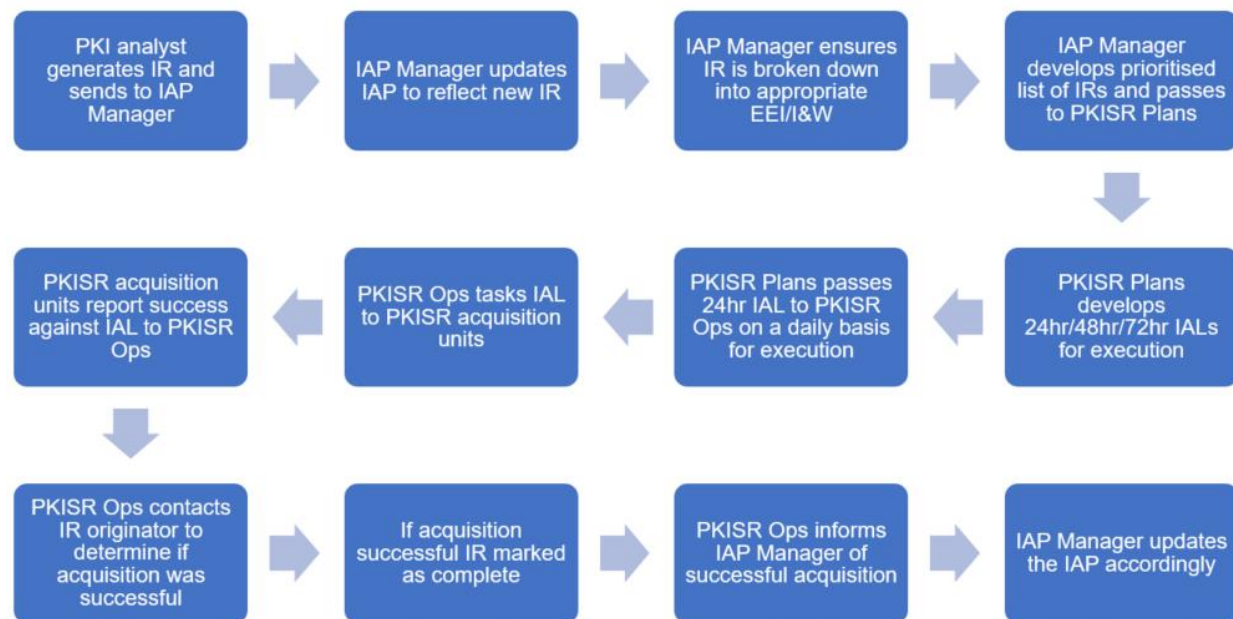 PKI analyst
generates IR and
sends to IAP
Manager
IAP Manager updates
IAP to reflect new IR
IAP Manager ensures
IR is broken down
into appropriate
EEI/I&W
IAP Manager
develops prioritised
list of IRs and passes
to PKISR Plans
PKISR Plans
develops
24hr/48hr/72hr IALs
for execution
PKISR Plans passes
24hr IAL to PKISR
Ops on a daily basis
for execution
PKISR Ops tasks IAL
to PKISR acquisition
units
PKISR acquisition
units report success
against IAL to PKISR
Ops
PKISR Ops contacts
IR originator to
determine if
acquisition was
successful
If acquisition
successful IR marked
as complete
PKISR Ops informs
IAP Manager of
successful acquisition
IAP Manager updates
the IAP accordingly